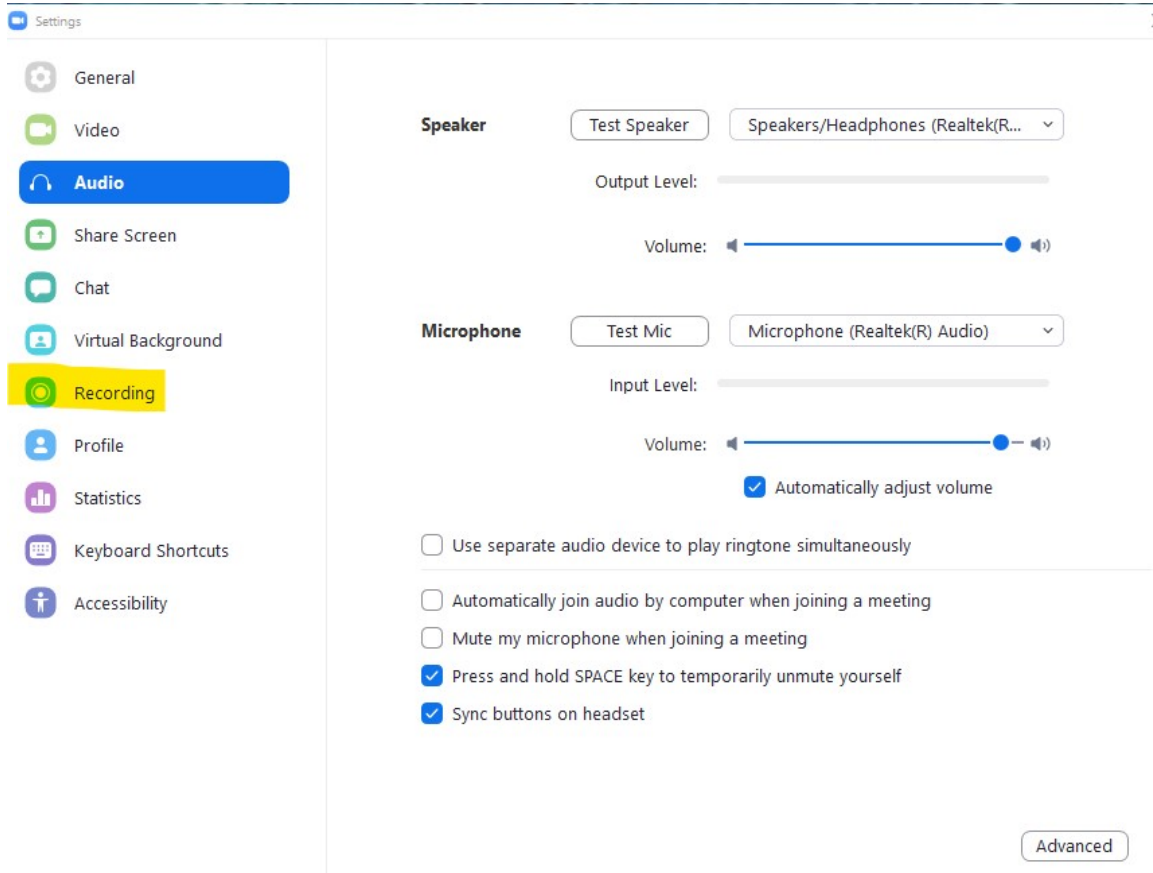 Settings
General
Video
Audio
Share Screen
Chat
Virtual Background
Recording
Profile
Statistics
Keyboard Shortcuts
Accessibility
Speaker
Test Speaker
Speakers/Headphones (Realtek(R...
Output Level:
Volume:
Microphone
Test Mic
Microphone (Realtek(R) Audio)
Input Level:
Volume:
Automatically adjust volume
Use separate audio device to play ringtone simultaneously
Automatically join audio by computer when joining a meeting
Mute my microphone when joining a meeting
Press and hold SPACE key to temporarily unmute yourself
Sync buttons on headset
Advanced